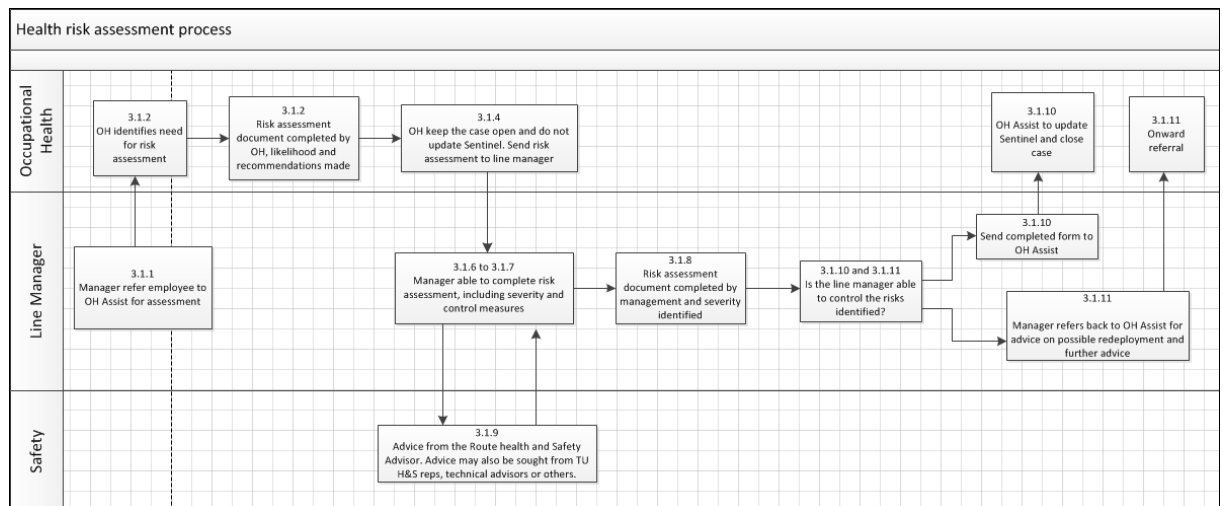 Health risk assessment process
Occupational
Health
3.1.2
OH identifies need
for risk
assessment
3.1.2
Risk assessment
document completed by
OH, likelihood and
recommendations made
3.1.4
OH keep the case open and do not
update Sentinel. Send risk
assessment to line manager
3.1.10
OH Assist to update
Sentinel and close
case
3.1.11
Onward
referral
Line Manager
3.1.1
Manager refer employee to
OH Assist for assessment
3.1.6 to 3.1.7
Manager able to complete risk
assessment, including severity and
control measures
3.1.8
Risk assessment
document completed by
management and severity
identified
3.1.10 and 3.1.11
Is the line manager able
to control the risks
identified?
3.1.10
Send completed form to
OH Assist
3.1.11
Manager refers back to OH Assist for
advice on possible redeployment and
further advice
Safety
3.1.9
Advice from the Route health and Safety
Advisor. Advice may also be sought from TU
H&S reps, technical advisors or others.